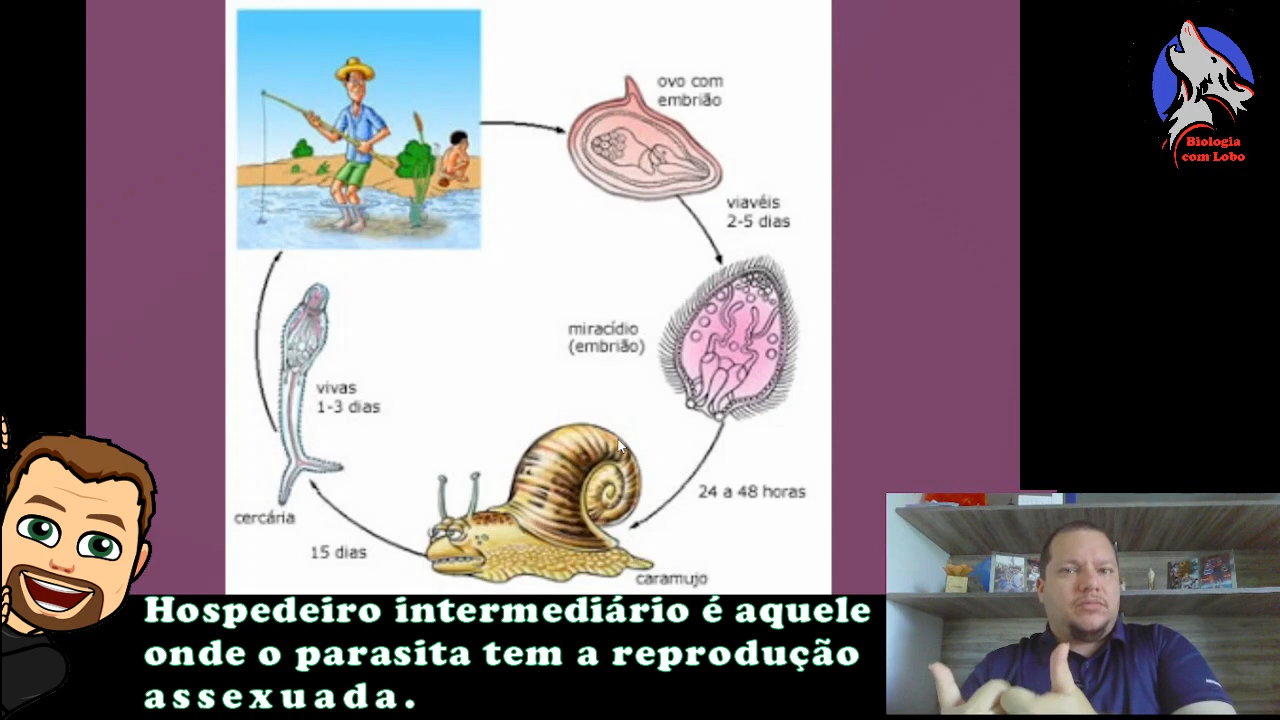 Biologia
com Lobo
ovo com
embrião
viavéis
2-5 dias
miracídio
(embrião)
24 a 48 horas
caramujo
15 dias
cercária
vivas
1-3 dias
Hospedeiro intermediário é aquele
onde o parasita tem a reprodução
assexuada.